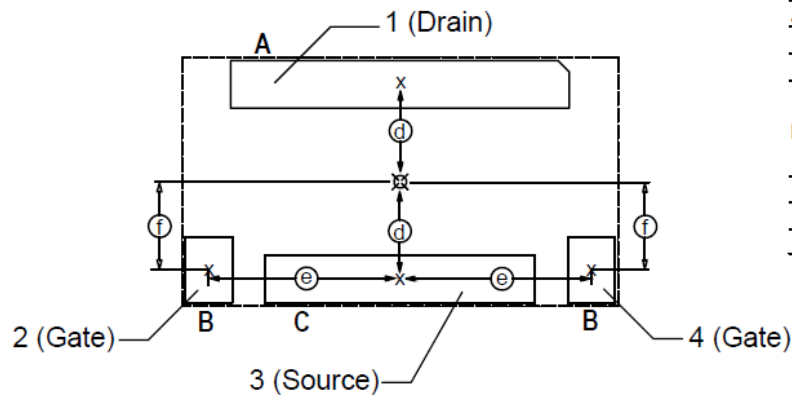 1 (Drain)
A
x
d
f
d
f
x
e
x
e
x
2 (Gate)
B
C
B
4 (Gate)
3 (Source)